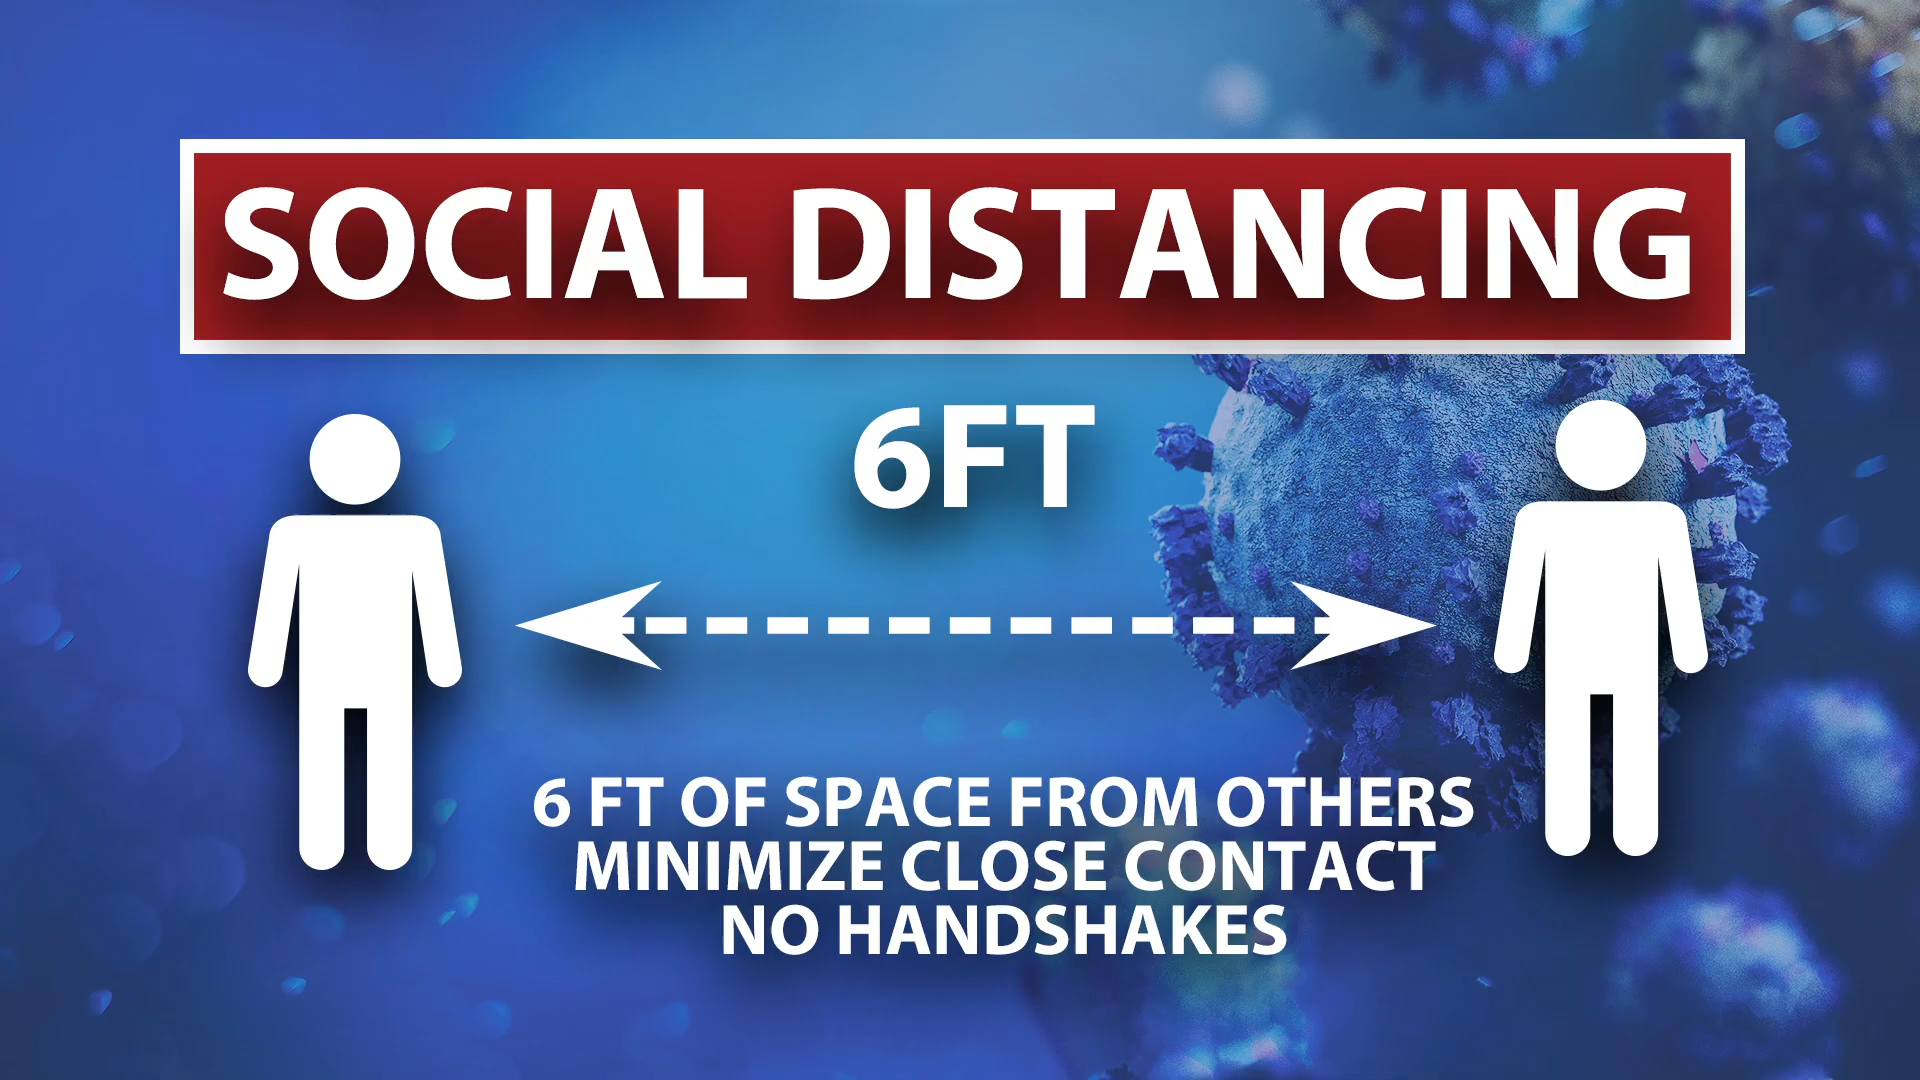 SOCIAL DISTANCING
6FT
6 FT OF SPACE FROM OTHERS
MINIMIZE CLOSE CONTACT
NO HANDSHAKES